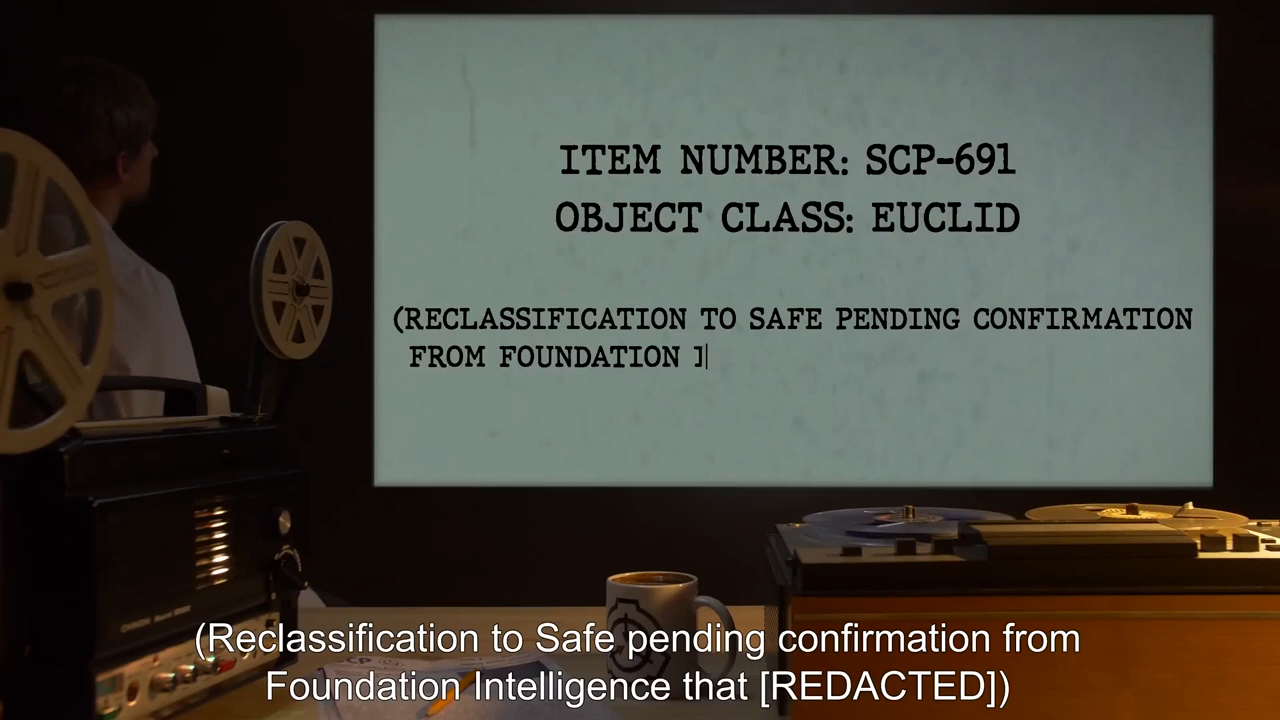 ITEM NUMBER: SCP-691
OBJECT CLASS: EUCLID
(RECLASSIFICATION TO SAFE PENDING CONFIRMATION
FROM FOUNDATION I
(Reclassification to Safe pending confirmation from
Foundation Intelligence that [REDACTED])